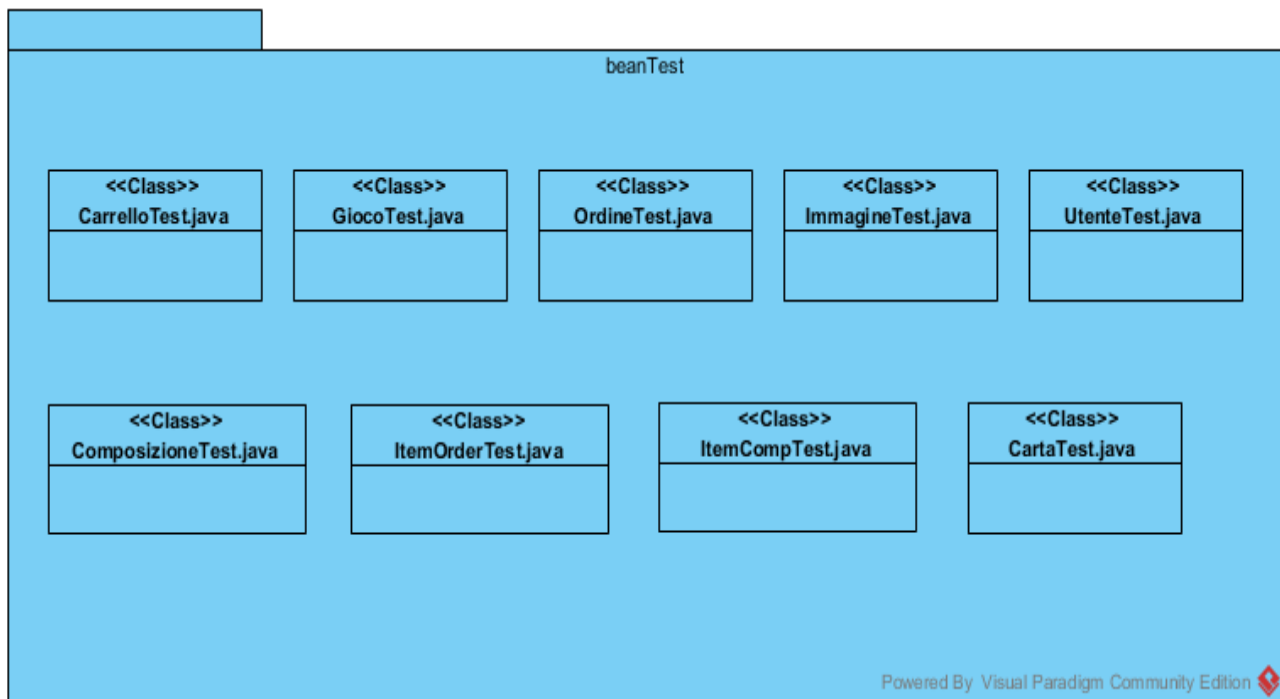 beanTest
<<Class>>
CarrelloTest.java
<<Class>>
GiocoTest.java
<<Class>>
OrdineTest.java
<<Class>>
ImmagineTest.java
<<Class>>
UtenteTest.java
<<Class>>
ComposizioneTest.java
<<Class>>
ItemOrderTest.java
<<Class>>
ItemCompTest.java
<<Class>>
CartaTest.java
Powered By Visual Paradigm Community Edition